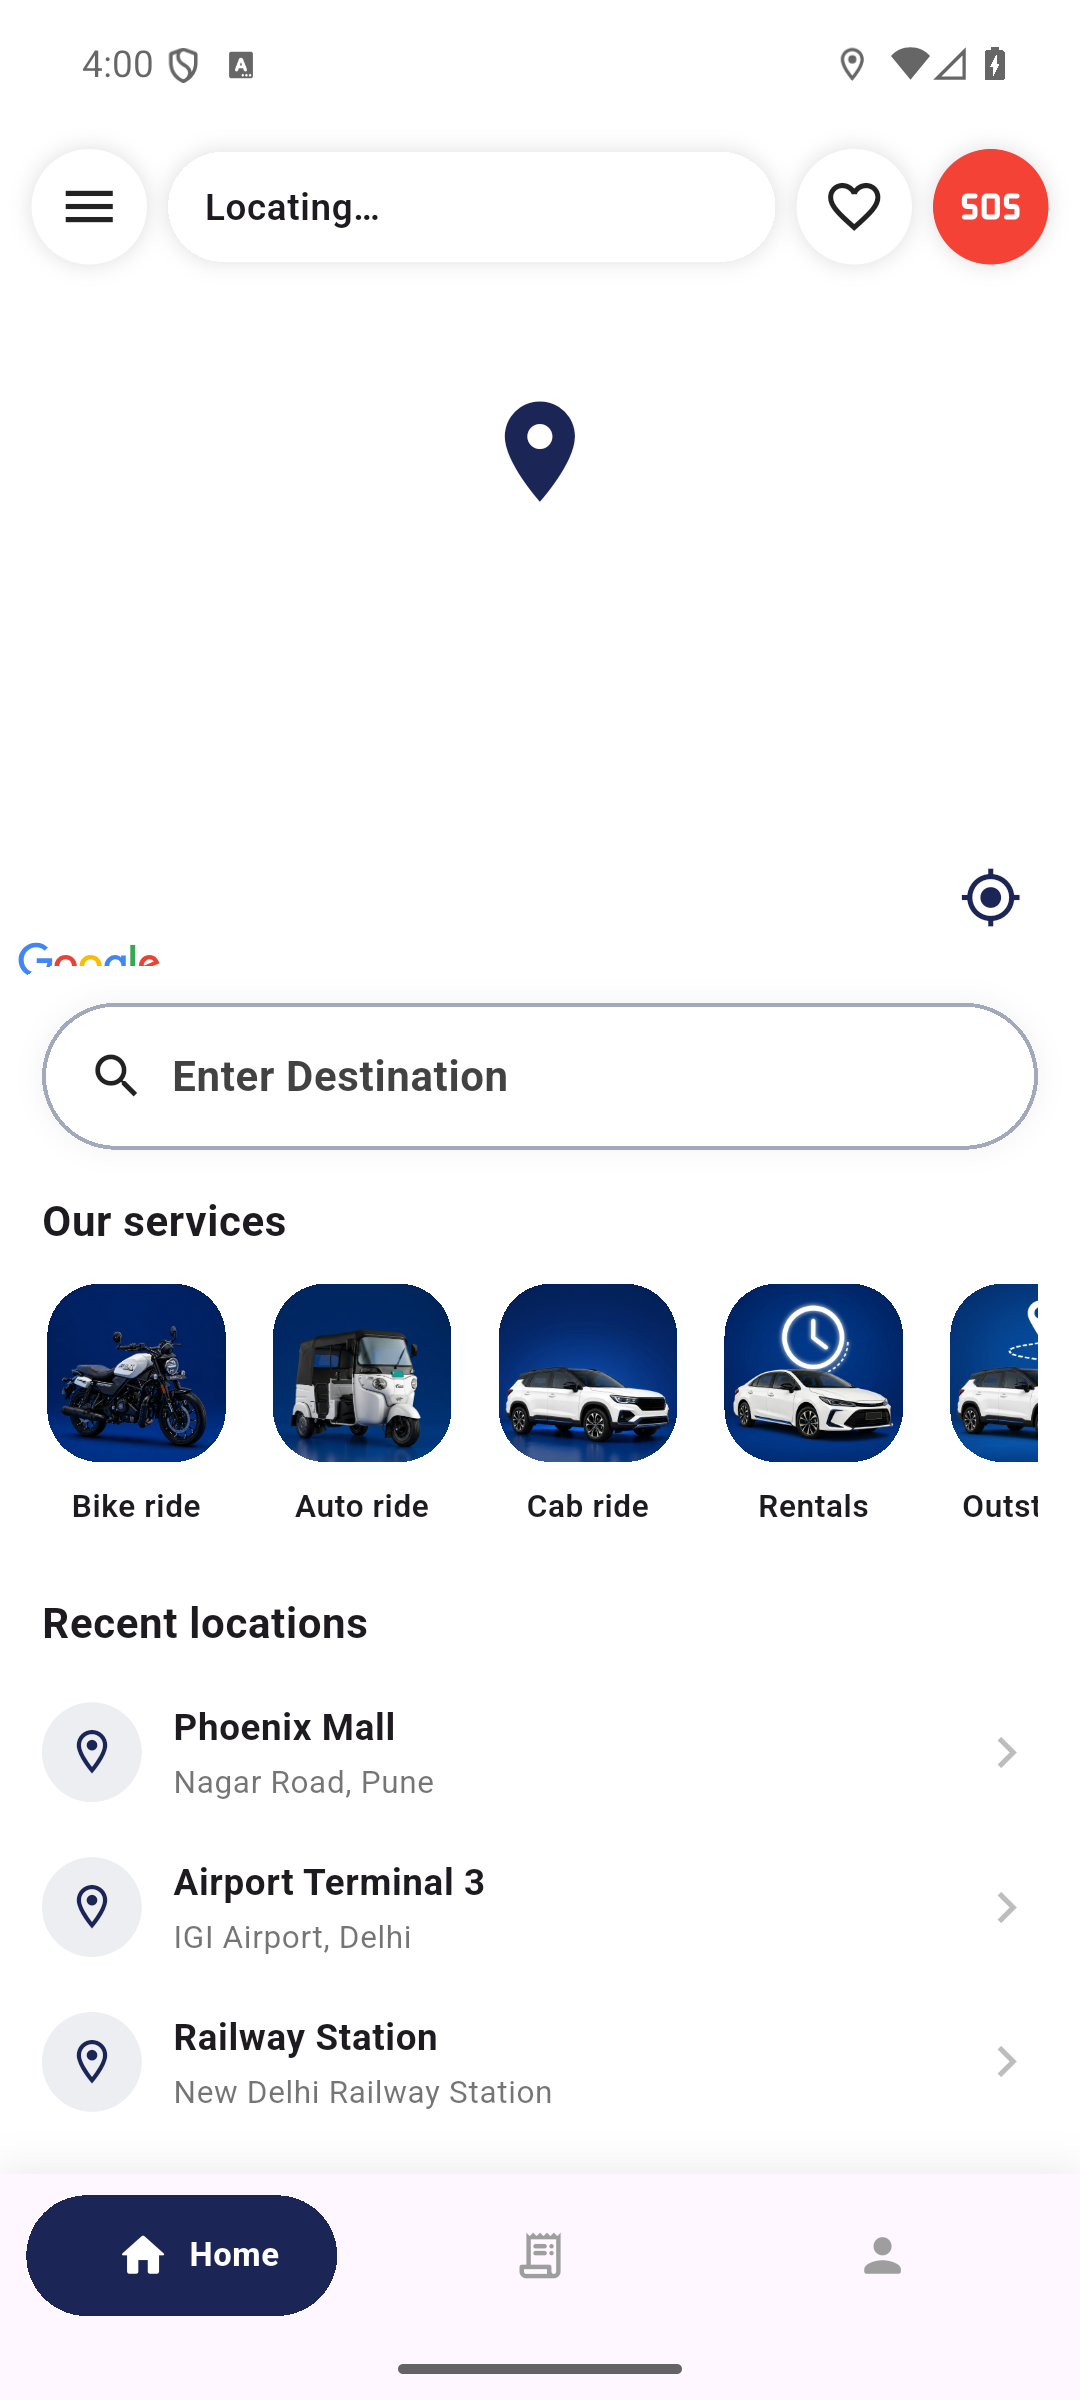 4:00
Locating...
SOS
Google
Enter Destination
Our services
Bike ride
Auto ride
Cab ride
Rentals
Recent locations
Phoenix Mall
Nagar Road, Pune
Airport Terminal 3
IGI Airport, Delhi
Railway Station
New Delhi Railway Station
Home